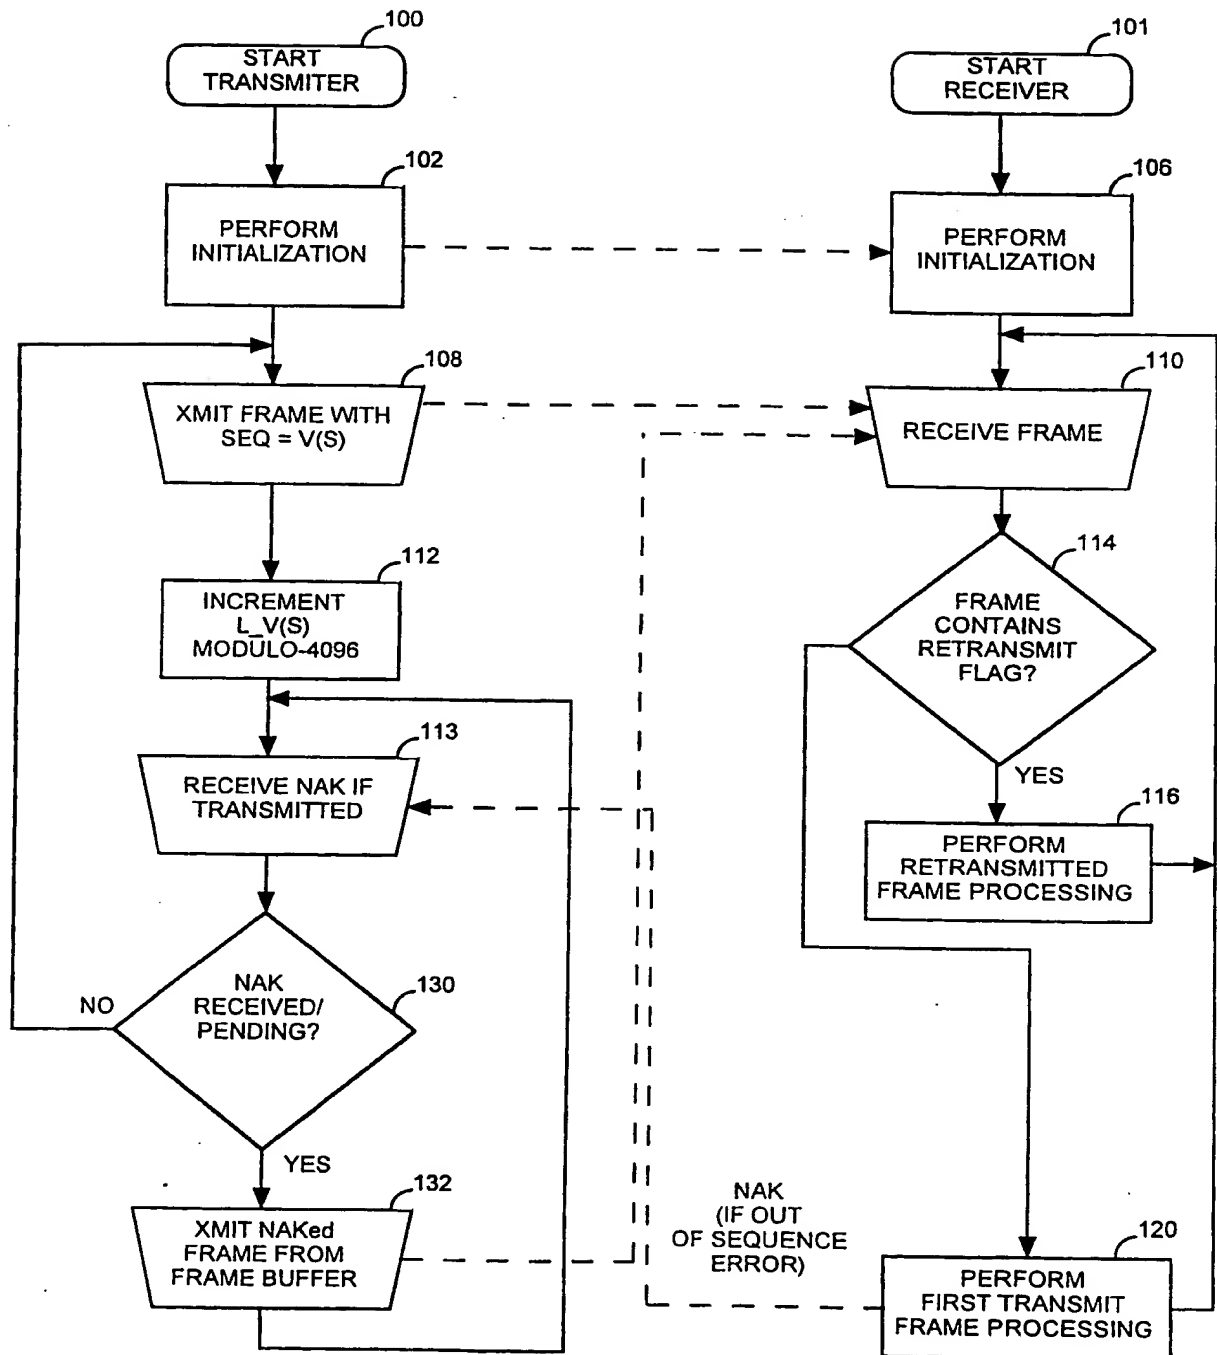 100
START
TRANSMITER
102
PERFORM
INITIALIZATION
108
XMIT FRAME WITH
SEQ = V(S)
112
INCREMENT
L_V(S)
MODULO-4096
113
RECEIVE NAK IF
TRANSMITTED
NAK
RECEIVED/
PENDING?
130
NO
YES
132
XMIT NAKed
FRAME FROM
FRAME BUFFER
101
START
RECEIVER
106
PERFORM
INITIALIZATION
110
RECEIVE FRAME
114
FRAME
CONTAINS
RETRANSMIT
FLAG?
YES
116
PERFORM
RETRANSMITTED
FRAME PROCESSING
NAK
(IF OUT
OF SEQUENCE
ERROR)
120
PERFORM
FIRST TRANSMIT
FRAME PROCESSING